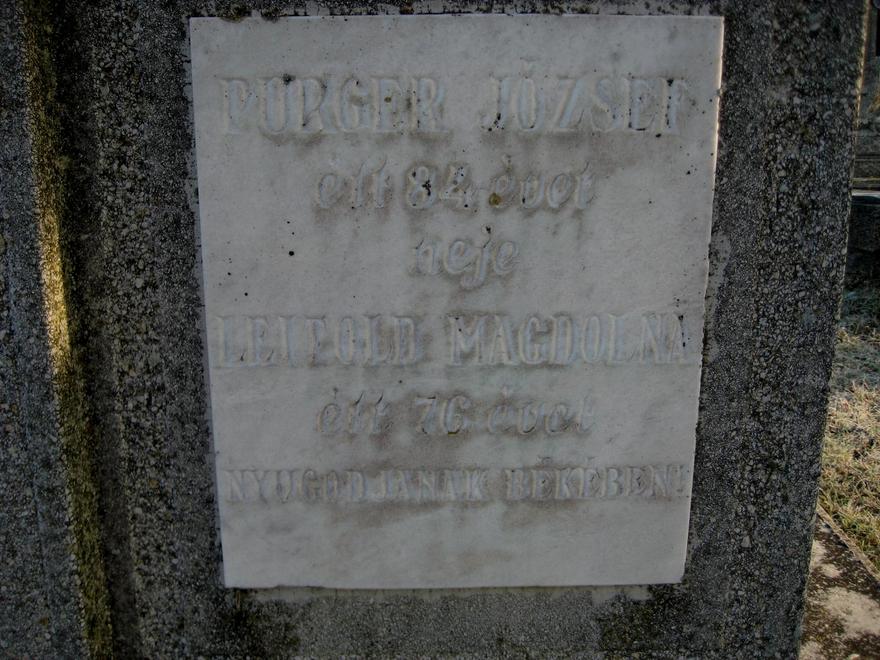 PURGER JÓZSEF
élt 84 évet
neje
LEITOLD MAGDOLNA
élt 76 évet
NYUGODJANAK BÉKÉBEN!